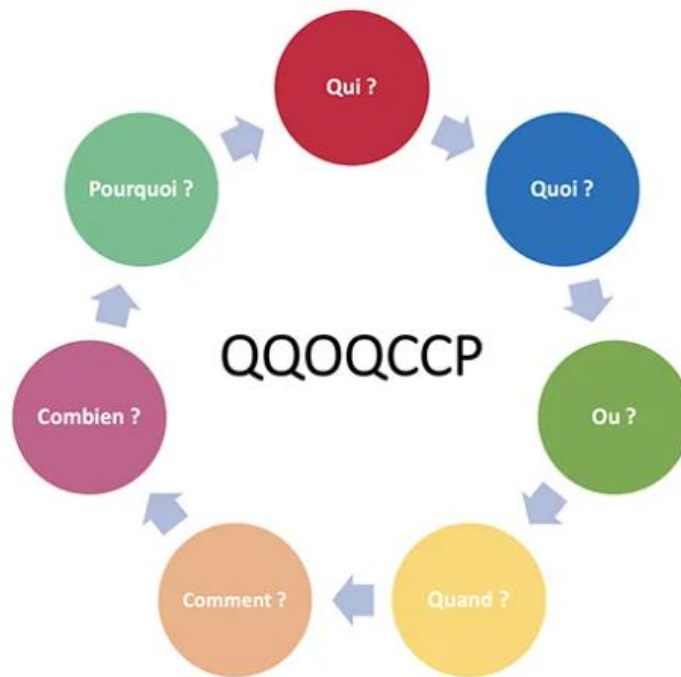 Qui ?
Quoi ?
Ou ?
Quand ?
Comment ?
Combien ?
Pourquoi ?
QQOQCCP